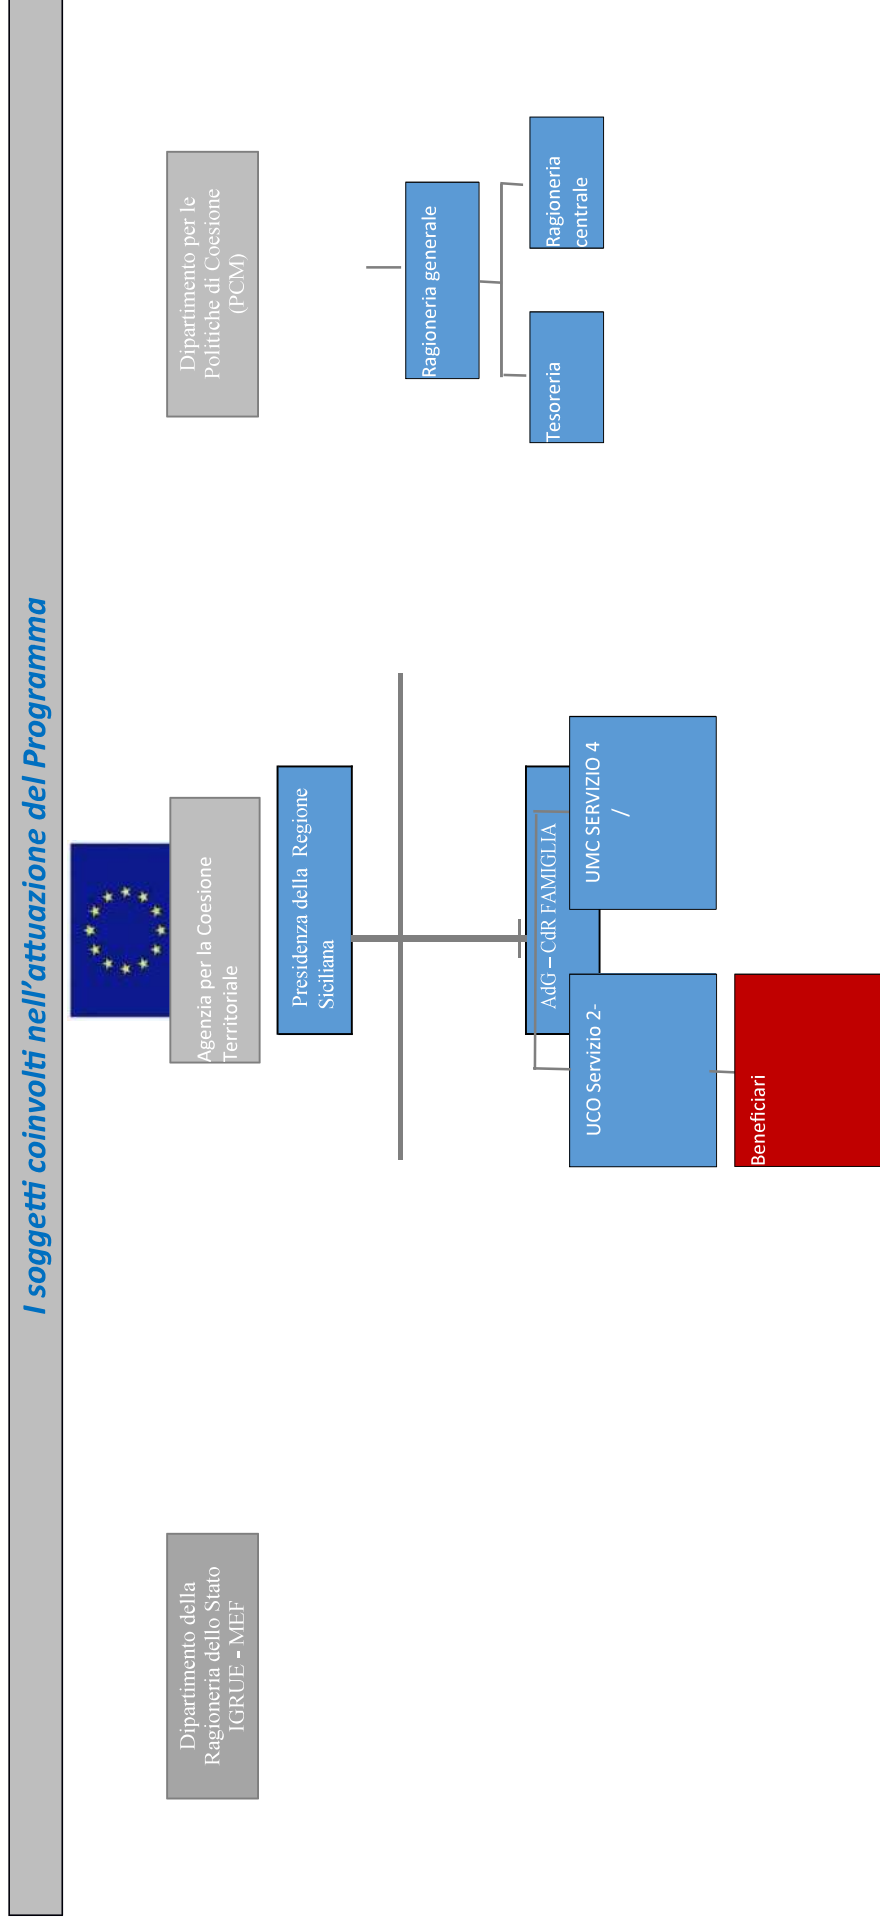 I soggetti coinvolti nell'attuazione del Programma
Dipartimento della
Ragioneria dello Stato
IGRUE - MEF
Agenzia per la Coesione
Territoriale
Dipartimento per le
Politiche di Coesione
(PCM)
Presidenza della Regione
Siciliana
Ragioneria generale
Tesoreria
Ragioneria
centrale
AdG – CdR FAMIGLIA
UCO Servizio 2-
UMC SERVIZIO 4
/
Beneficiari